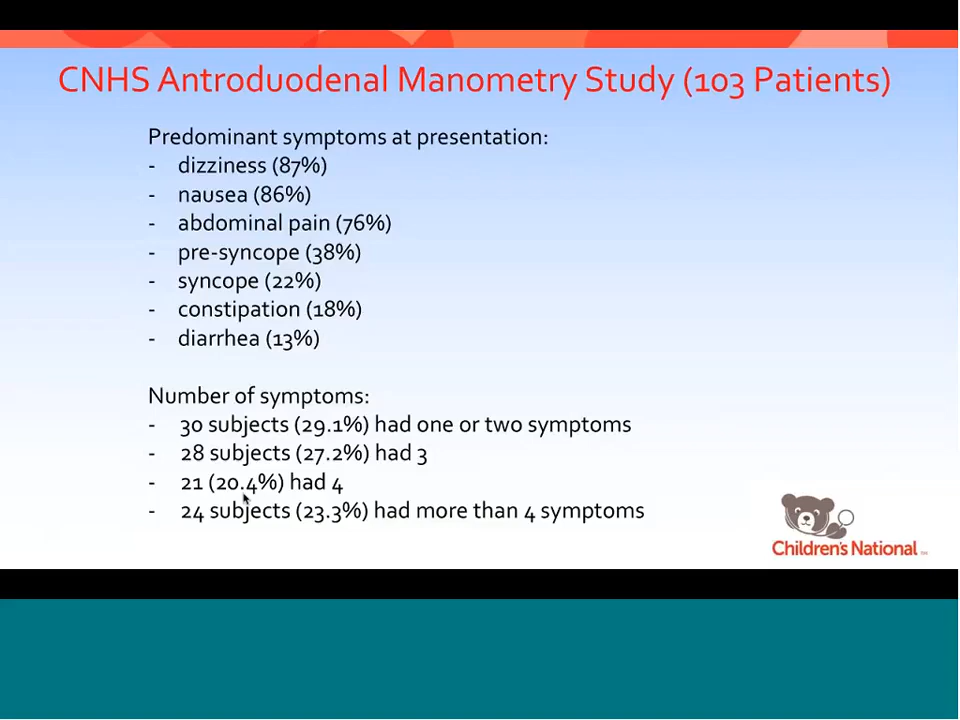 CNHS Antroduodenal Manometry Study (103 Patients)
Predominant symptoms at presentation:
- dizziness (87%)
- nausea (86%)
- abdominal pain (76%)
- pre-syncope (38%)
- syncope (22%)
- constipation (18%)
- diarrhea (13%)
Number of symptoms:
- 30 subjects (29.1%) had one or two symptoms
- 28 subjects (27.2%) had 3
- 21 (20.4%) had 4
- 24 subjects (23.3%) had more than 4 symptoms
Children's National